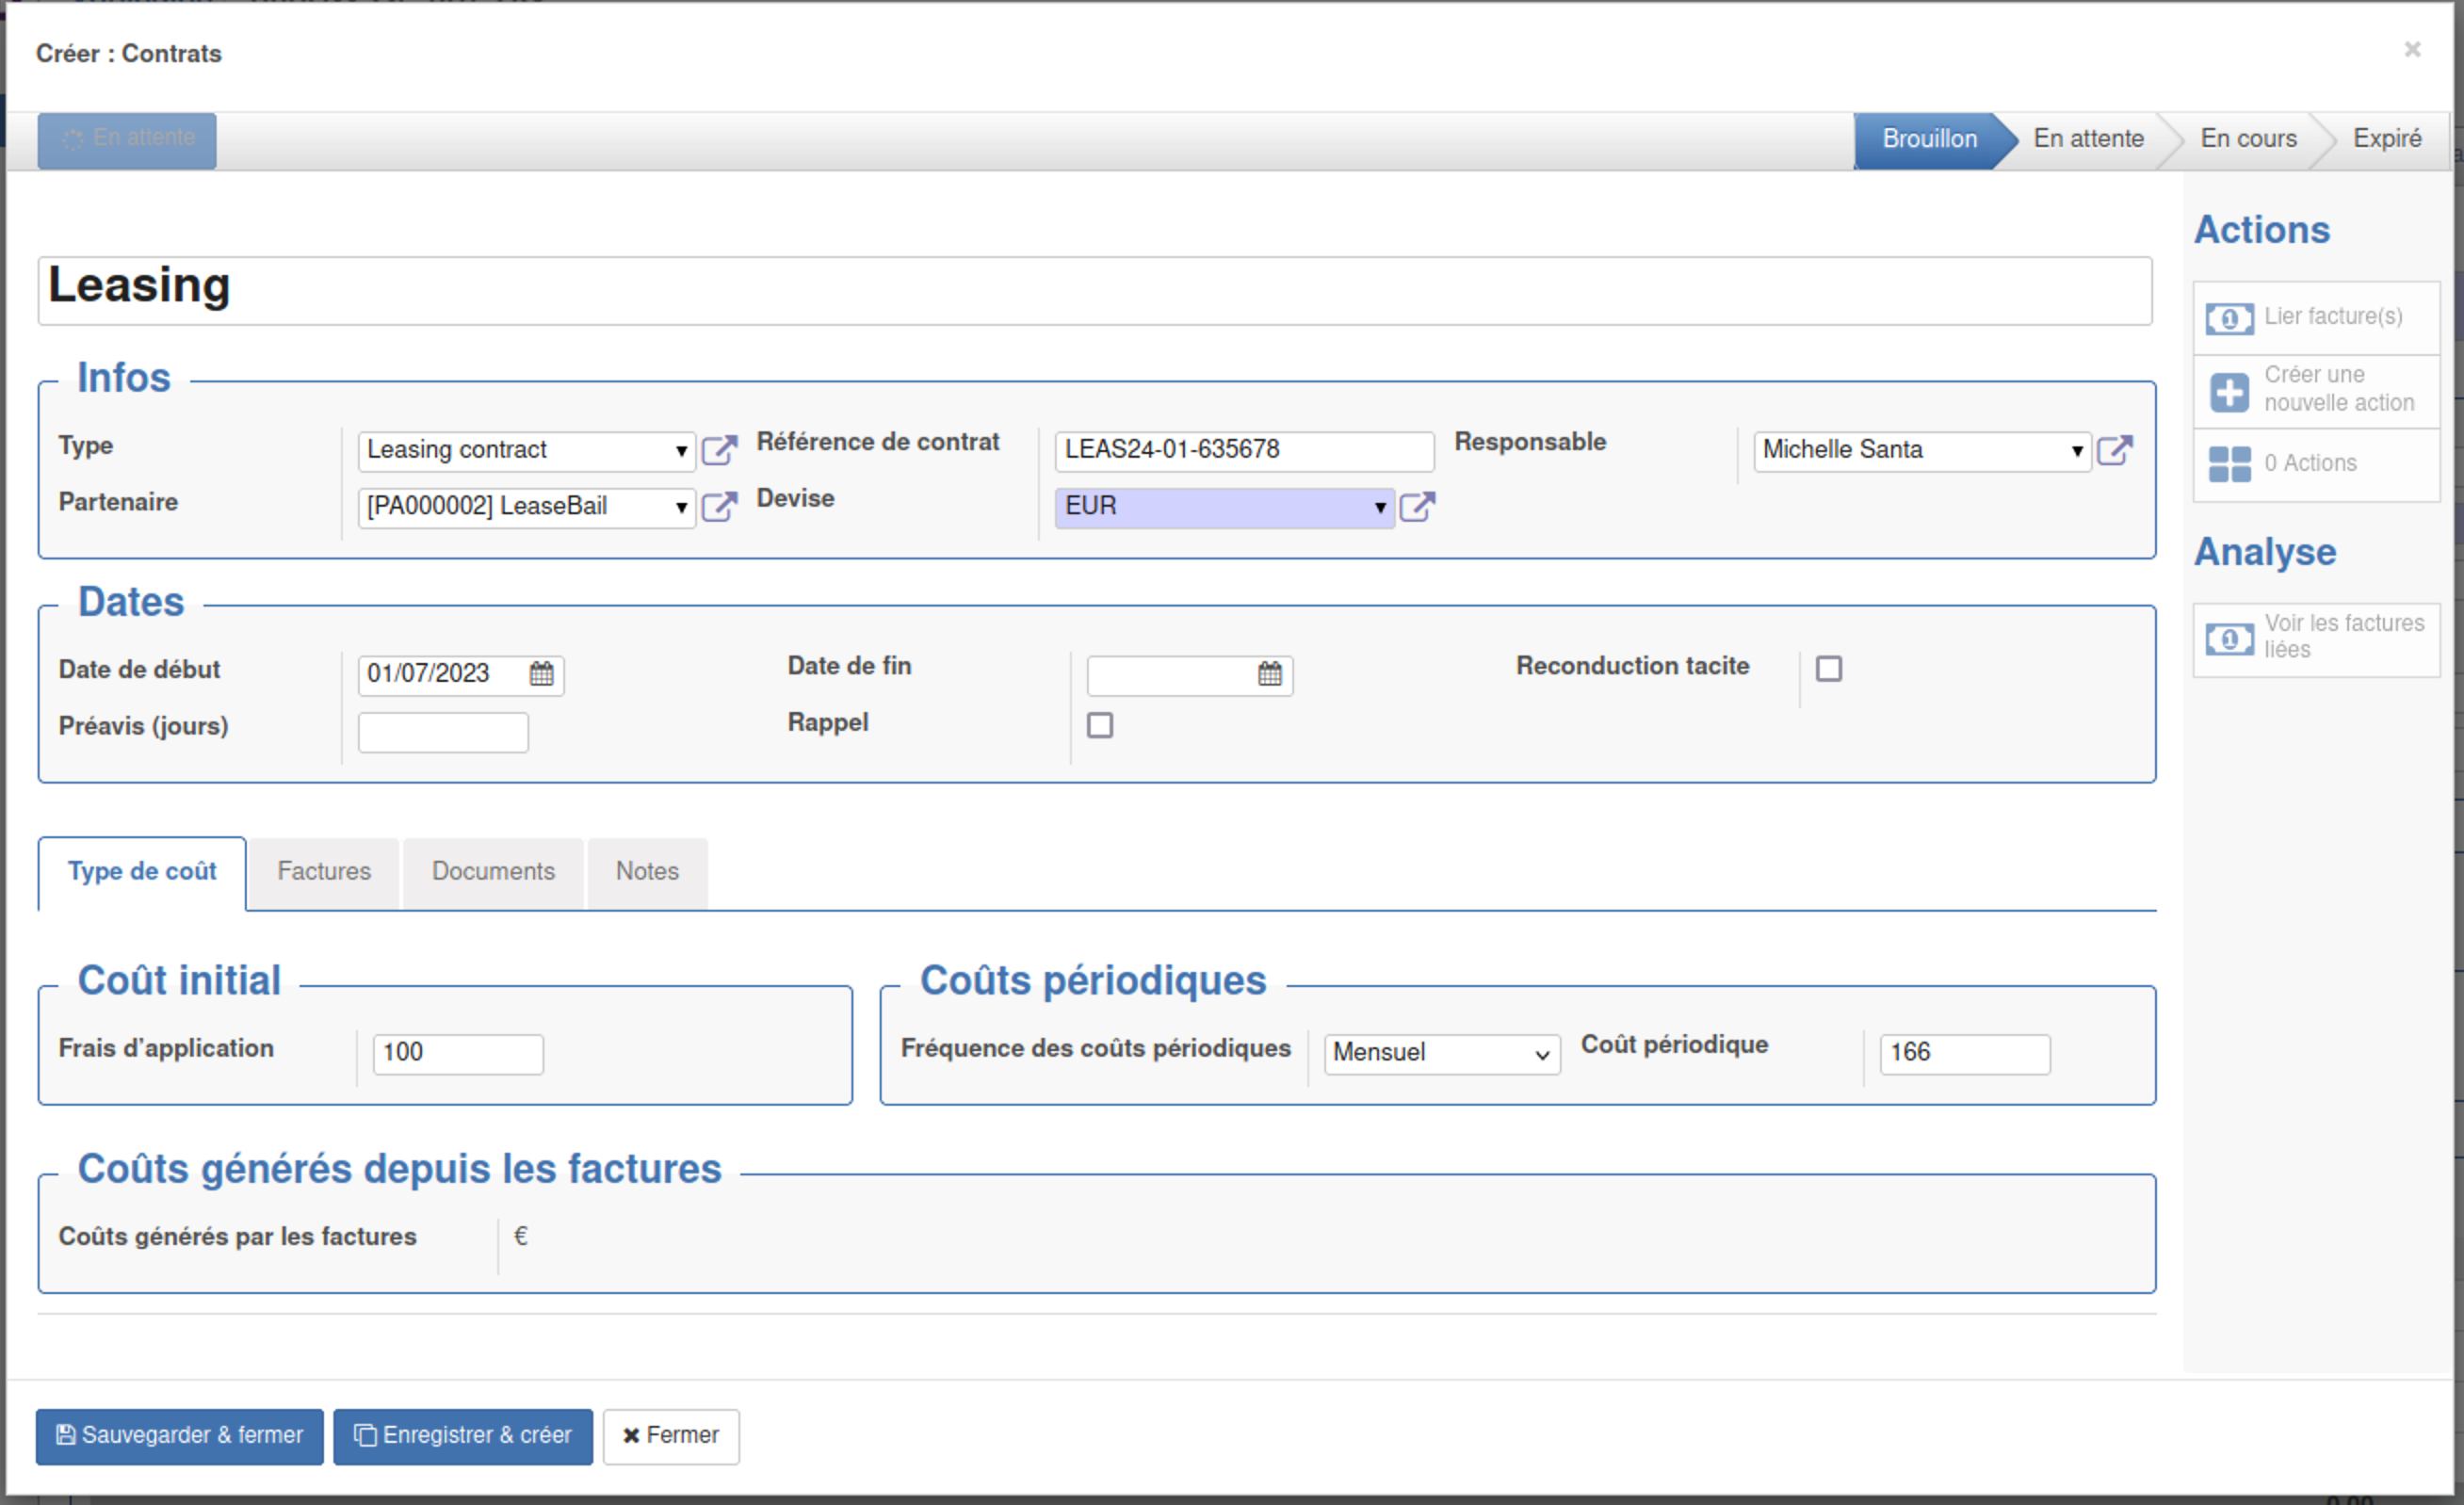 Créer : Contrats
×
En attente
Brouillon
En attente
En cours
Expiré
Leasing
Infos
Type
Leasing contract
Référence de contrat
LEAS24-01-635678
Responsable
Michelle Santa
Partenaire
[PA000002] LeaseBail
Devise
EUR
Dates
Date de début
01/07/2023
Date de fin
Reconduction tacite
Préavis (jours)
Rappel
Type de coût
Factures
Documents
Notes
Coût initial
Frais d’application
100
Coûts périodiques
Fréquence des coûts périodiques
Mensuel
Coût périodique
166
Coûts générés depuis les factures
Coûts générés par les factures
€
Actions
Lier facture(s)
Créer une
nouvelle action
0 Actions
Analyse
Voir les factures
liées
Sauvegarder & fermer
Enregistrer & créer
Fermer